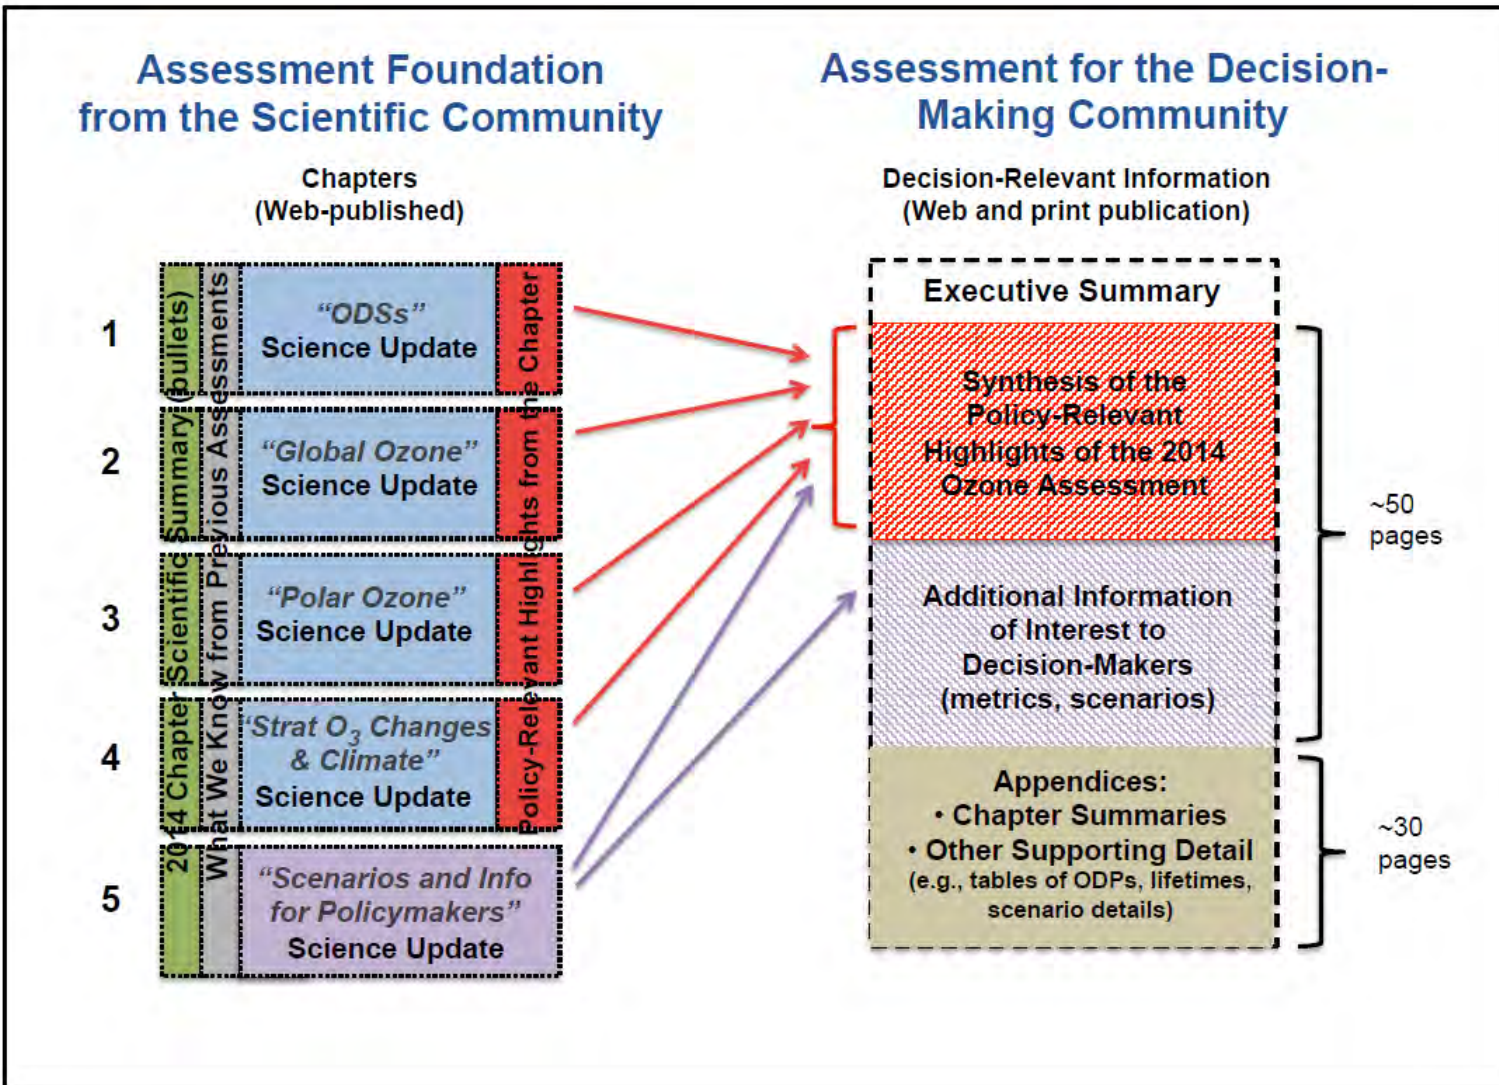 Assessment Foundation
from the Scientific Community
Chapters
(Web-published)
1
2
3
4
5
2014 Chapter Scientific Summary (bullets)
What We Know from Previous Assessments
“ODSs”
Science Update
“Global Ozone”
Science Update
“Polar Ozone”
Science Update
“Strat O₃ Changes
& Climate”
Science Update
“Scenarios and Info
for Policymakers”
Science Update
Policy-Relevant Highlights from the Chapter
Assessment for the Decision-
Making Community
Decision-Relevant Information
(Web and print publication)
Executive Summary
Synthesis of the
Policy-Relevant
Highlights of the 2014
Ozone Assessment
Additional Information
of Interest to
Decision-Makers
(metrics, scenarios)
Appendices:
• Chapter Summaries
• Other Supporting Detail
(e.g., tables of ODPs, lifetimes,
scenario details)
~50
pages
~30
pages